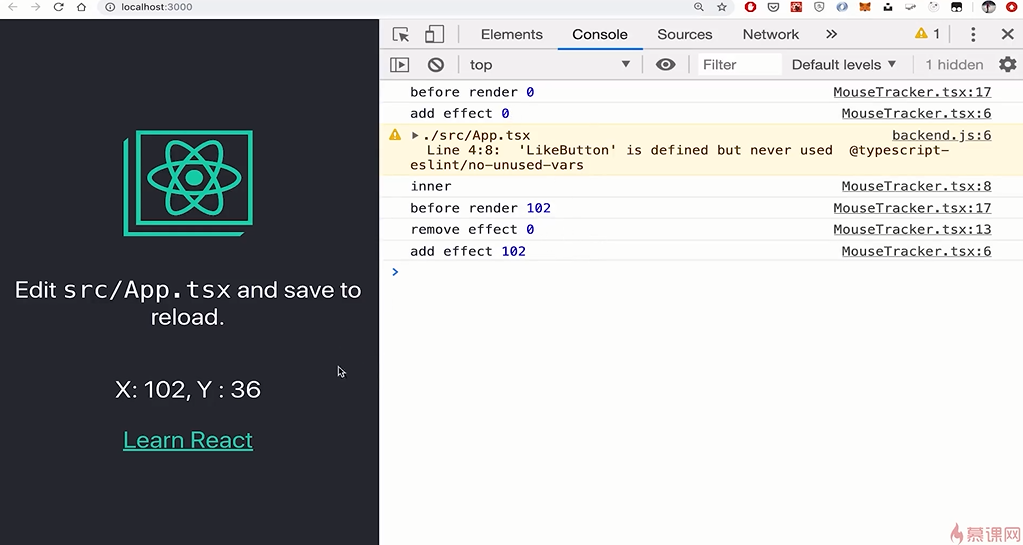 localhost:3000
Elements Console Sources Network » 1
top Filter Default levels 1 hidden
before render 0 MouseTracker.tsx:17
add effect 0 MouseTracker.tsx:6
./src/App.tsx backend.js:6
Line 4:8: 'LikeButton' is defined but never used @typescript-
eslint/no-unused-vars
inner MouseTracker.tsx:8
before render 102 MouseTracker.tsx:17
remove effect 0 MouseTracker.tsx:13
add effect 102 MouseTracker.tsx:6
Edit src/App.tsx and save to
reload.
X: 102, Y : 36
Learn React
慕课网